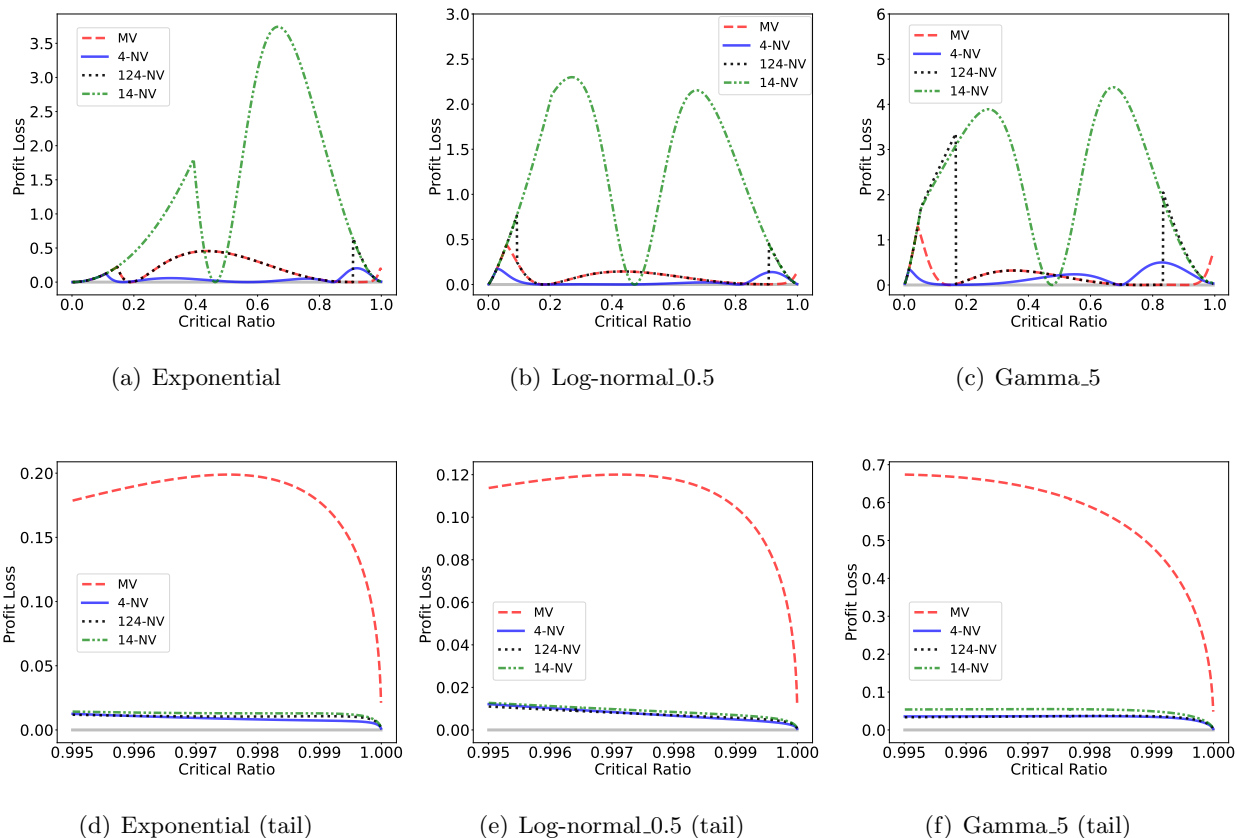 Profit Loss
3.5
3.0
2.5
2.0
1.5
1.0
0.5
0.0
MV
4-NV
124-NV
14-NV
0.0 0.2 0.4 0.6 0.8 1.0
Critical Ratio
(a) Exponential
Profit Loss
3.0
2.5
2.0
1.5
1.0
0.5
0.0
MV
4-NV
124-NV
14-NV
0.0 0.2 0.4 0.6 0.8 1.0
Critical Ratio
(b) Log-normal_0.5
Profit Loss
6
5
4
3
2
1
0
MV
4-NV
124-NV
14-NV
0.0 0.2 0.4 0.6 0.8 1.0
Critical Ratio
(c) Gamma_5
Profit Loss
0.20
0.15
0.10
0.05
0.00
MV
4-NV
124-NV
14-NV
0.995 0.996 0.997 0.998 0.999 1.000
Critical Ratio
(d) Exponential (tail)
Profit Loss
0.12
0.10
0.08
0.06
0.04
0.02
0.00
MV
4-NV
124-NV
14-NV
0.995 0.996 0.997 0.998 0.999 1.000
Critical Ratio
(e) Log-normal_0.5 (tail)
Profit Loss
0.7
0.6
0.5
0.4
0.3
0.2
0.1
0.0
MV
4-NV
124-NV
14-NV
0.995 0.996 0.997 0.998 0.999 1.000
Critical Ratio
(f) Gamma_5 (tail)